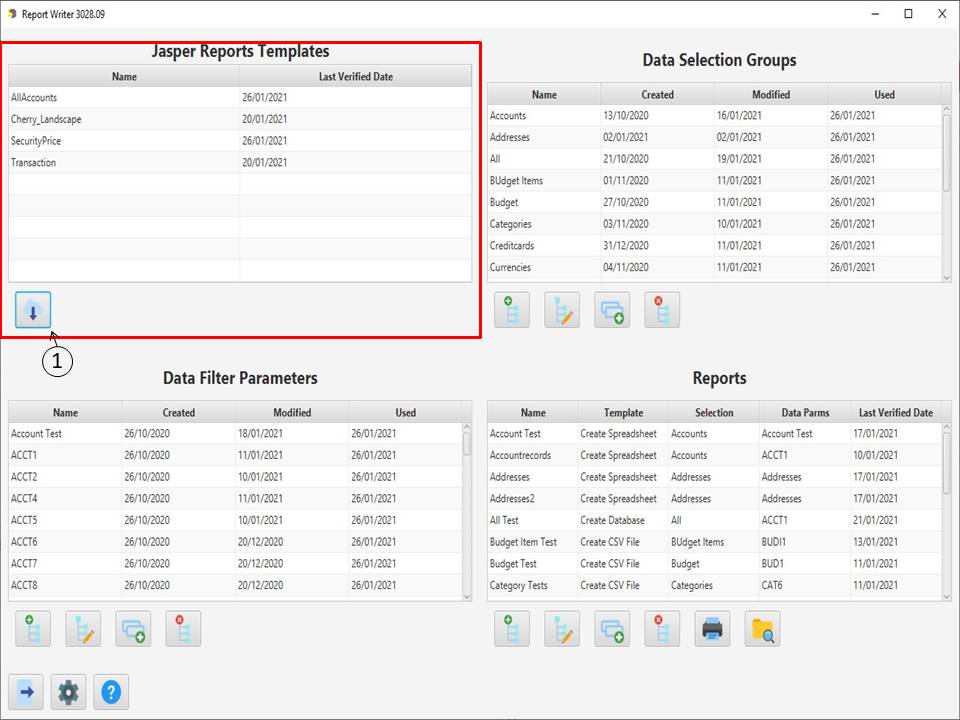 Report Writer 3028.09
Jasper Reports Templates
Name Last Verified Date
AllAccounts 26/01/2021
Cherry_Landscape 20/01/2021
SecurityPrice 26/01/2021
Transaction 20/01/2021
1
Data Selection Groups
Name Created Modified Used
Accounts 13/10/2020 16/01/2021 26/01/2021
Addresses 02/01/2021 02/01/2021 26/01/2021
All 21/10/2020 19/01/2021 26/01/2021
BUdget Items 01/11/2020 11/01/2021 26/01/2021
Budget 27/10/2020 11/01/2021 26/01/2021
Categories 03/11/2020 10/01/2021 26/01/2021
Creditcards 31/12/2020 11/01/2021 26/01/2021
Currencies 04/11/2020 11/01/2021 26/01/2021
Data Filter Parameters
Name Created Modified Used
Account Test 26/10/2020 18/01/2021 26/01/2021
ACCT1 26/10/2020 11/01/2021 26/01/2021
ACCT2 26/10/2020 10/01/2021 26/01/2021
ACCT4 26/10/2020 11/01/2021 26/01/2021
ACCT5 26/10/2020 10/01/2021 26/01/2021
ACCT6 26/10/2020 20/12/2020 26/01/2021
ACCT7 26/10/2020 20/12/2020 26/01/2021
ACCT8 26/10/2020 20/12/2020 26/01/2021
Reports
Name Template Selection Data Parms Last Verified Date
Account Test Create Spreadsheet Accounts Account Test 17/01/2021
Accountrecords Create Spreadsheet Accounts ACCT1 10/01/2021
Addresses Create Spreadsheet Addresses Addresses 17/01/2021
Addresses2 Create Spreadsheet Addresses Addresses 17/01/2021
All Test Create Database All ACCT1 21/01/2021
Budget Item Test Create CSV File BUdget Items BUDI1 13/01/2021
Budget Test Create CSV File Budget BUD1 11/01/2021
Category Tests Create CSV File Categories CAT6 11/01/2021
?